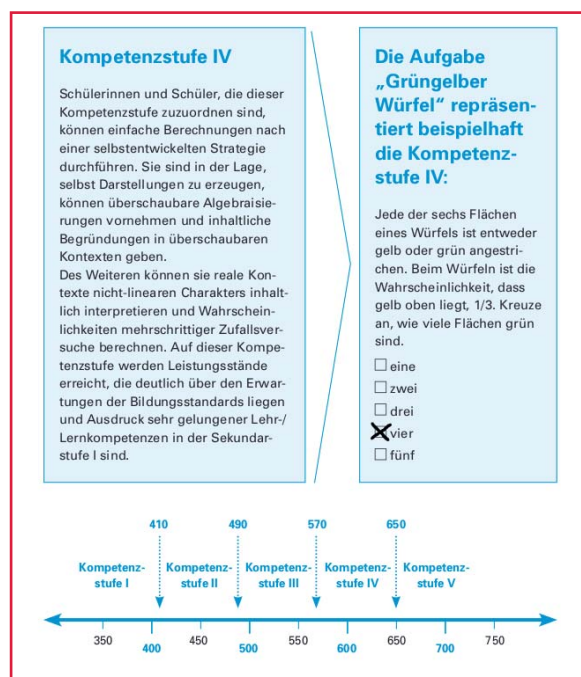 Kompetenzstufe IV
Schülerinnen und Schüler, die dieser
Kompetenzstufe zuzuordnen sind,
können einfache Berechnungen nach
einer selbstentwickelten Strategie
durchführen. Sie sind in der Lage,
selbst Darstellungen zu erzeugen,
können überschaubare Algebraisie-
rungen vornehmen und inhaltliche
Begründungen in überschaubaren
Kontexten geben.
Des Weiteren können sie reale Kon-
texte nicht-linearen Charakters inhalt-
lich interpretieren und Wahrschein-
lichkeiten mehrschrittiger Zufallsver-
suche berechnen. Auf dieser Kompe-
tenzstufe werden Leistungsstände
erreicht, die deutlich über den Erwar-
tungen der Bildungsstandards liegen
und Ausdruck sehr gelungener Lehr-/
Lernkompetenzen in der Sekundar-
stufe I sind.
Die Aufgabe
„Grüngelber
Würfel“ repräsen-
tiert beispielhaft
die Kompetenz-
stufe IV:
Jede der sechs Flächen
eines Würfels ist entweder
gelb oder grün angestri-
chen. Beim Würfeln ist die
Wahrscheinlichkeit, dass
gelb oben liegt, 1/3. Kreuze
an, wie viele Flächen grün
sind.
eine
zwei
drei
vier
fünf
410 490 570 650
Kompetenz- Kompetenz- Kompetenz- Kompetenz- Kompetenz-
stufe I stufe II stufe III stufe IV stufe V
350 400 450 500 550 600 650 700 750